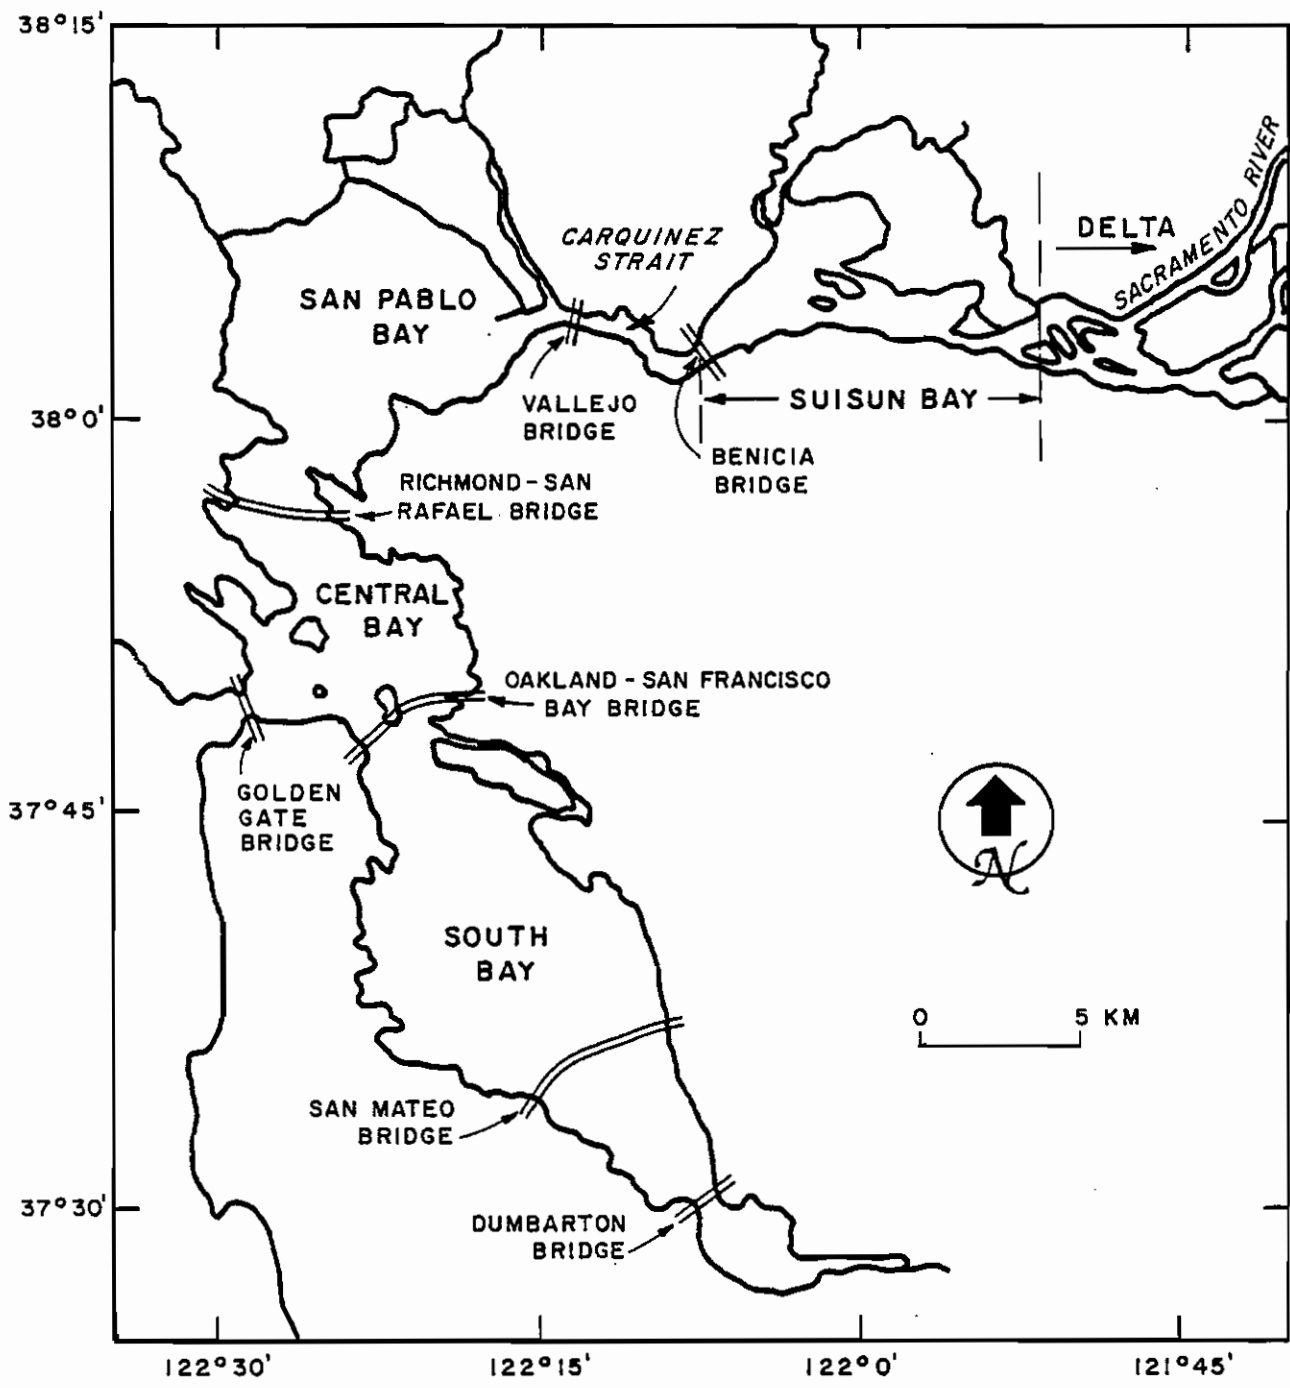 38°15'
SACRAMENTO RIVER
DELTA
CARQUINEZ
STRAIT
SAN PABLO
BAY
VALLEJO
BRIDGE
SUISUN BAY
38°0'
BENICIA
BRIDGE
RICHMOND-SAN
RAFAEL BRIDGE
CENTRAL
BAY
OAKLAND-SAN FRANCISCO
BAY BRIDGE
GOLDEN
GATE
BRIDGE
37°45'
N
SOUTH
BAY
0 5 KM
SAN MATEO
BRIDGE
37°30'
DUMBARTON
BRIDGE
122°30' 122°15' 122°0' 121°45'